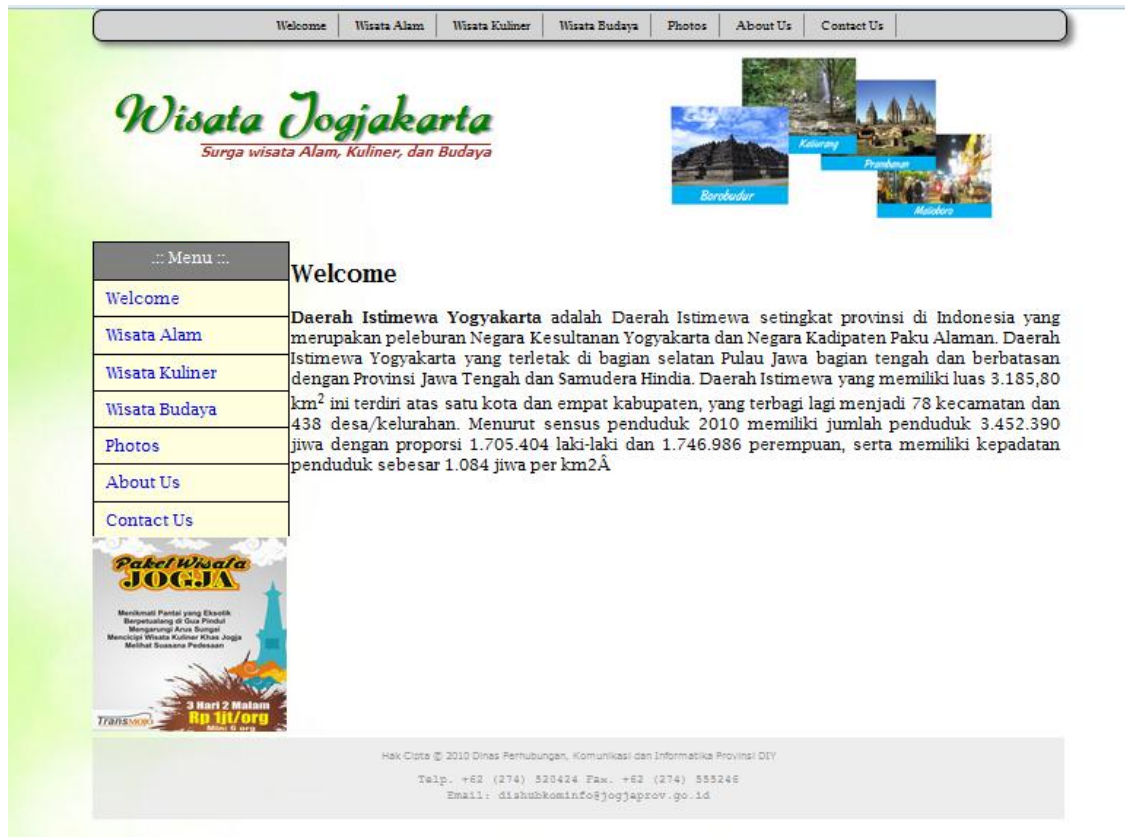 Welcome Wisata Alam Wisata Kuliner Wisata Budaya Photos About Us Contact Us
Wisata Jogjakarta
Surga wisata Alam, Kuliner, dan Budaya
Kaliurang
Prambanan
Borobudur
Malioboro
.:: Menu ::.
Welcome
Wisata Alam
Wisata Kuliner
Wisata Budaya
Photos
About Us
Contact Us
Welcome
Daerah Istimewa Yogyakarta adalah Daerah Istimewa setingkat provinsi di Indonesia yang
merupakan peleburan Negara Kesultanan Yogyakarta dan Negara Kadipaten Paku Alaman. Daerah
Istimewa Yogyakarta yang terletak di bagian selatan Pulau Jawa bagian tengah dan berbatasan
dengan Provinsi Jawa Tengah dan Samudera Hindia. Daerah Istimewa yang memiliki luas 3.185,80
km² ini terdiri atas satu kota dan empat kabupaten, yang terbagi lagi menjadi 78 kecamatan dan
438 desa/kelurahan. Menurut sensus penduduk 2010 memiliki jumlah penduduk 3.452.390
jiwa dengan proporsi 1.705.404 laki-laki dan 1.746.986 perempuan, serta memiliki kepadatan
penduduk sebesar 1.084 jiwa per km2Â
Paket Wisata
JOGJA
Menikmati Pantai yang Eksotik
Berpetualang di Gua Pindul
Mengarungi Arus Sungai
Mencicipi Wisata Kuliner Khas Jogja
Melihat Suasana Pedesaan
3 Hari 2 Malam
Rp 1jt/org
Min: 6 org
TransMOJO
Hak Cipta © 2010 Dinas Perhubungan, Komunikasi dan Informatika Provinsi DIY
Telp. +62 (274) 520424 Fax. +62 (274) 555246
Email: dishubkominfo@jogjaprov.go.id